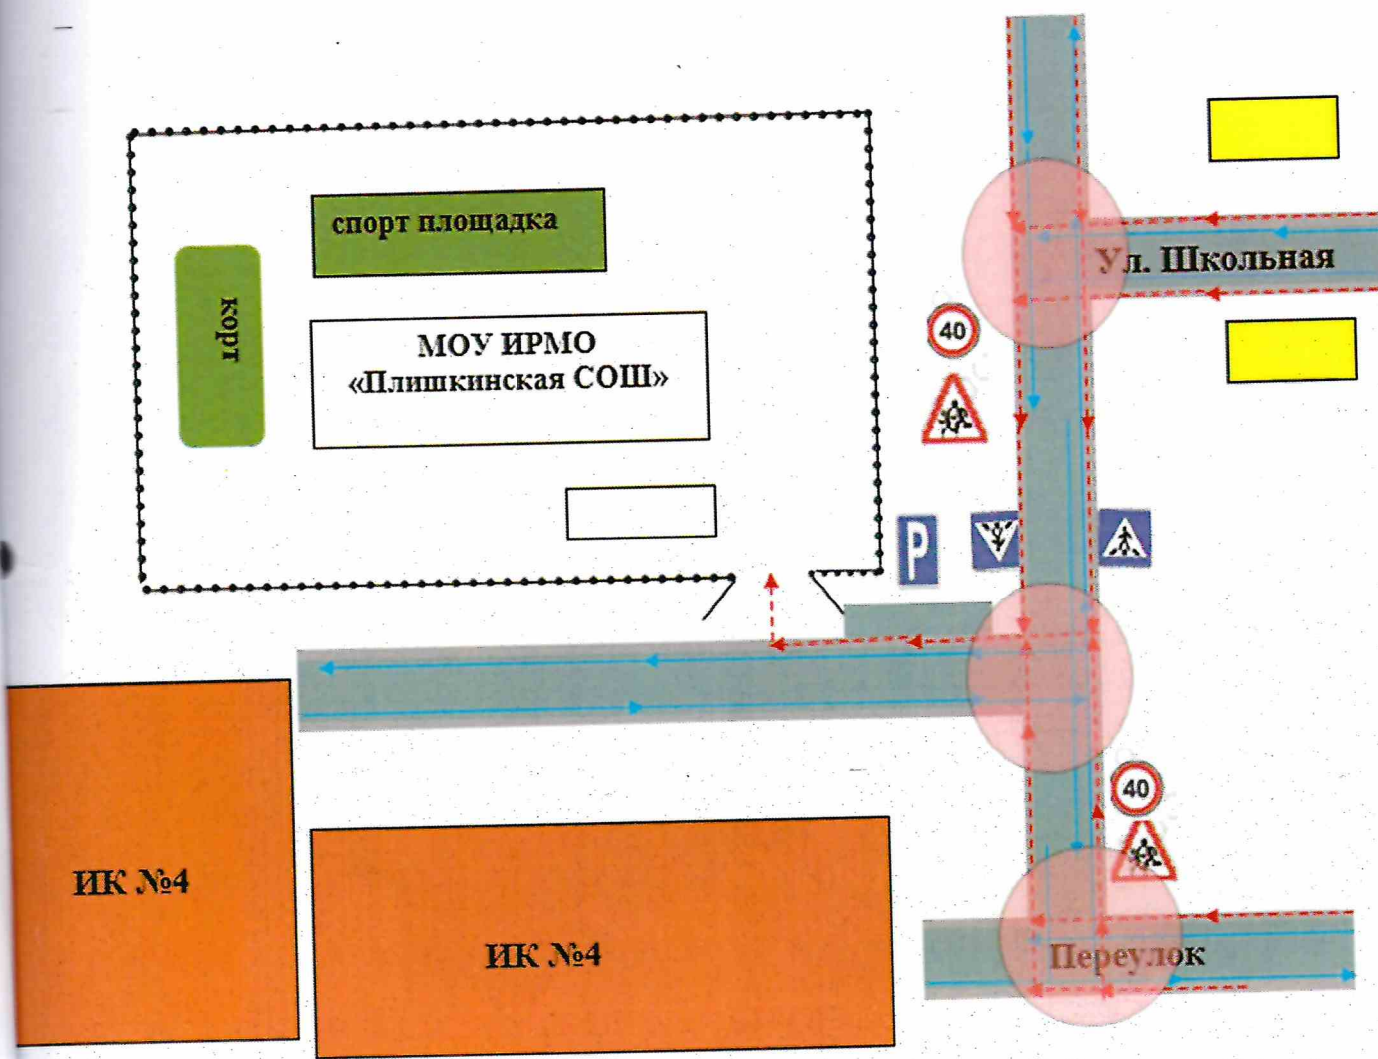 спорт площадка
корт
МОУ ИРМО
«Плишкинская СОШ»
Ул. Школьная
40
P
40
ИК №4
ИК №4
Переулок